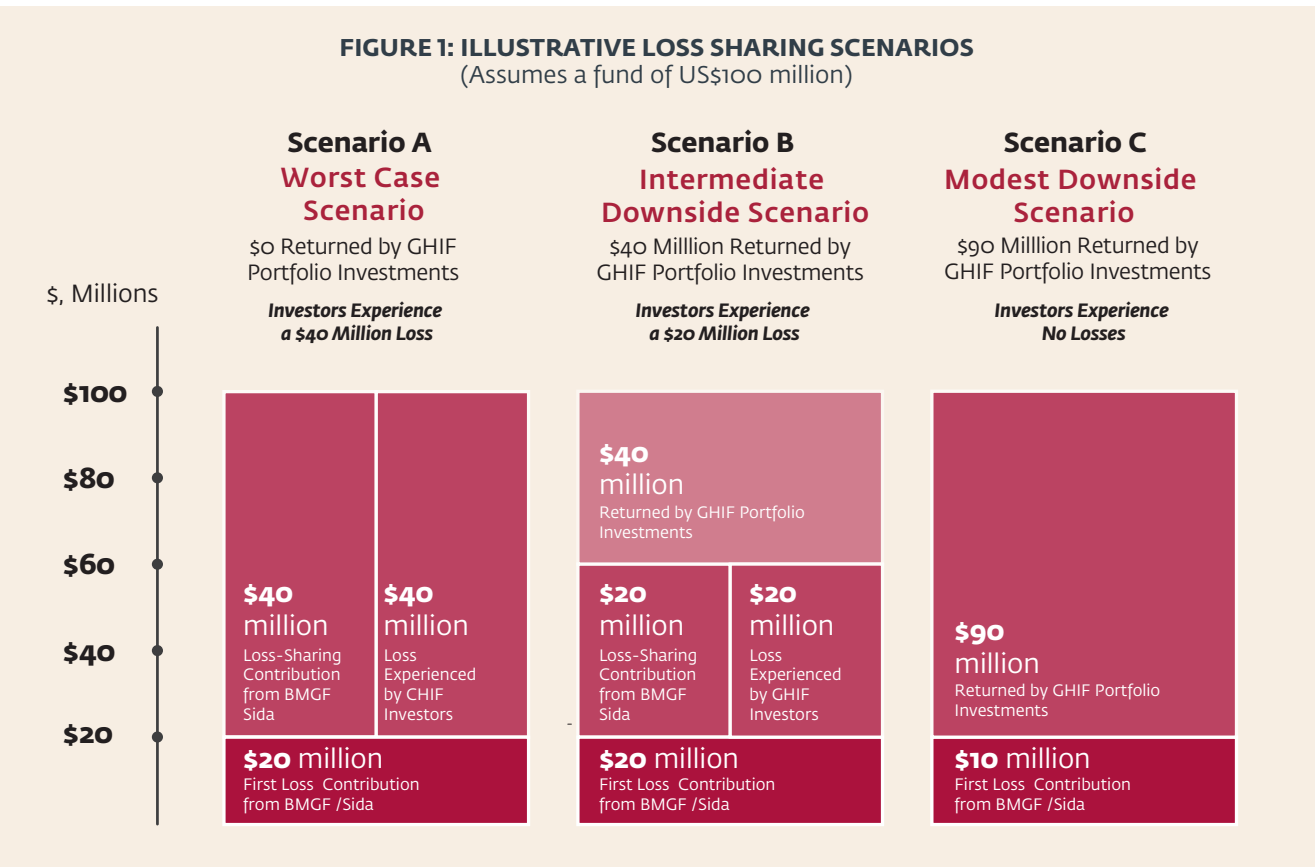 FIGURE 1: ILLUSTRATIVE LOSS SHARING SCENARIOS
(Assumes a fund of US$100 million)
Scenario A
Worst Case
Scenario
$0 Returned by GHIF
Portfolio Investments
Investors Experience
a $40 Million Loss
Scenario B
Intermediate
Downside Scenario
$40 Milllion Returned by
GHIF Portfolio Investments
Investors Experience
a $20 Million Loss
Scenario C
Modest Downside
Scenario
$90 Milllion Returned by
GHIF Portfolio Investments
Investors Experience
No Losses
$, Millions
$100
$80
$60
$40
$20
$40
million
Loss-Sharing
Contribution
from BMGF
Sida
$40
million
Loss
Experienced
by CHIF
Investors
$20 million
First Loss Contribution
from BMGF /Sida
$40
million
Returned by GHIF Portfolio
Investments
$20
million
Loss-Sharing
Contribution
from BMGF
Sida
$20
million
Loss
Experienced
by GHIF
Investors
-
$20 million
First Loss Contribution
from BMGF /Sida
$90
million
Returned by GHIF Portfolio
Investments
$10 million
First Loss Contribution
from BMGF /Sida